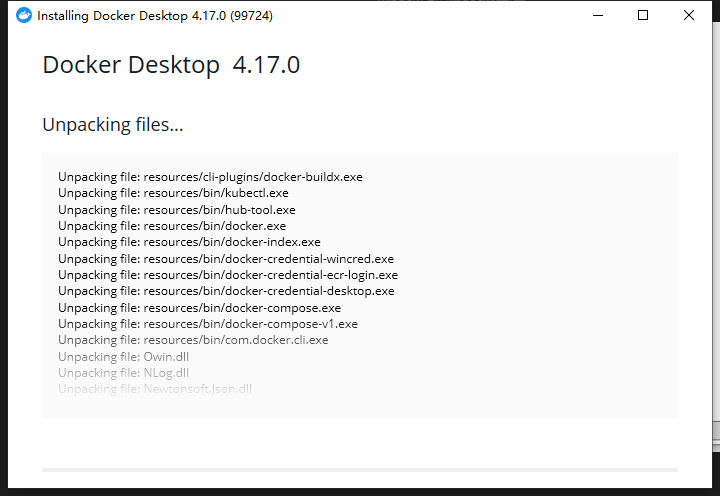 Installing Docker Desktop 4.17.0 (99724)
Docker Desktop 4.17.0
Unpacking files...
Unpacking file: resources/cli-plugins/docker-buildx.exe
Unpacking file: resources/bin/kubectl.exe
Unpacking file: resources/bin/hub-tool.exe
Unpacking file: resources/bin/docker.exe
Unpacking file: resources/bin/docker-index.exe
Unpacking file: resources/bin/docker-credential-wincred.exe
Unpacking file: resources/bin/docker-credential-ecr-login.exe
Unpacking file: resources/bin/docker-credential-desktop.exe
Unpacking file: resources/bin/docker-compose.exe
Unpacking file: resources/bin/docker-compose-v1.exe
Unpacking file: resources/bin/com.docker.cli.exe
Unpacking file: Owin.dll
Unpacking file: NLog.dll
Unpacking file: Newtonsoft.Json.dll